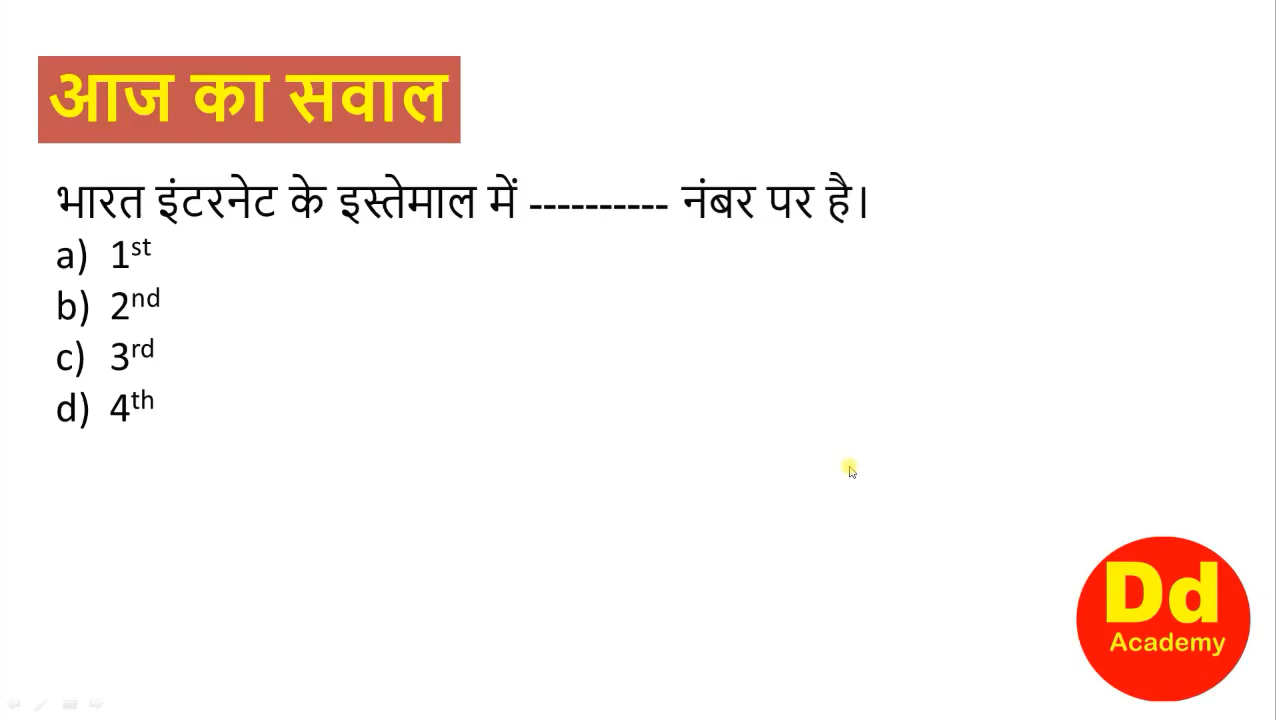 आज का सवाल
भारत इंटरनेट के इस्तेमाल में ---------- नंबर पर है।
a) 1st
b) 2nd
c) 3rd
d) 4th
Dd
Academy